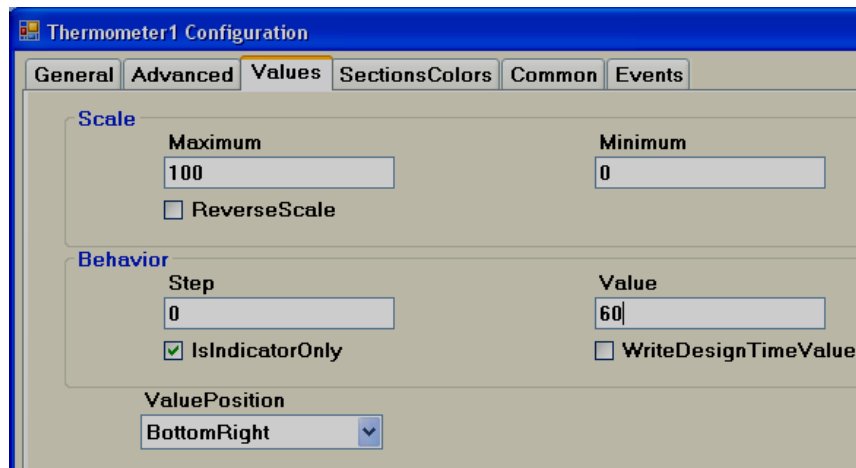 Thermometer1 Configuration
General Advanced Values SectionsColors Common Events
Scale
Maximum Minimum
100 0
ReverseScale
Behavior
Step Value
0 60
IsIndicatorOnly WriteDesignTimeValue
ValuePosition
BottomRight